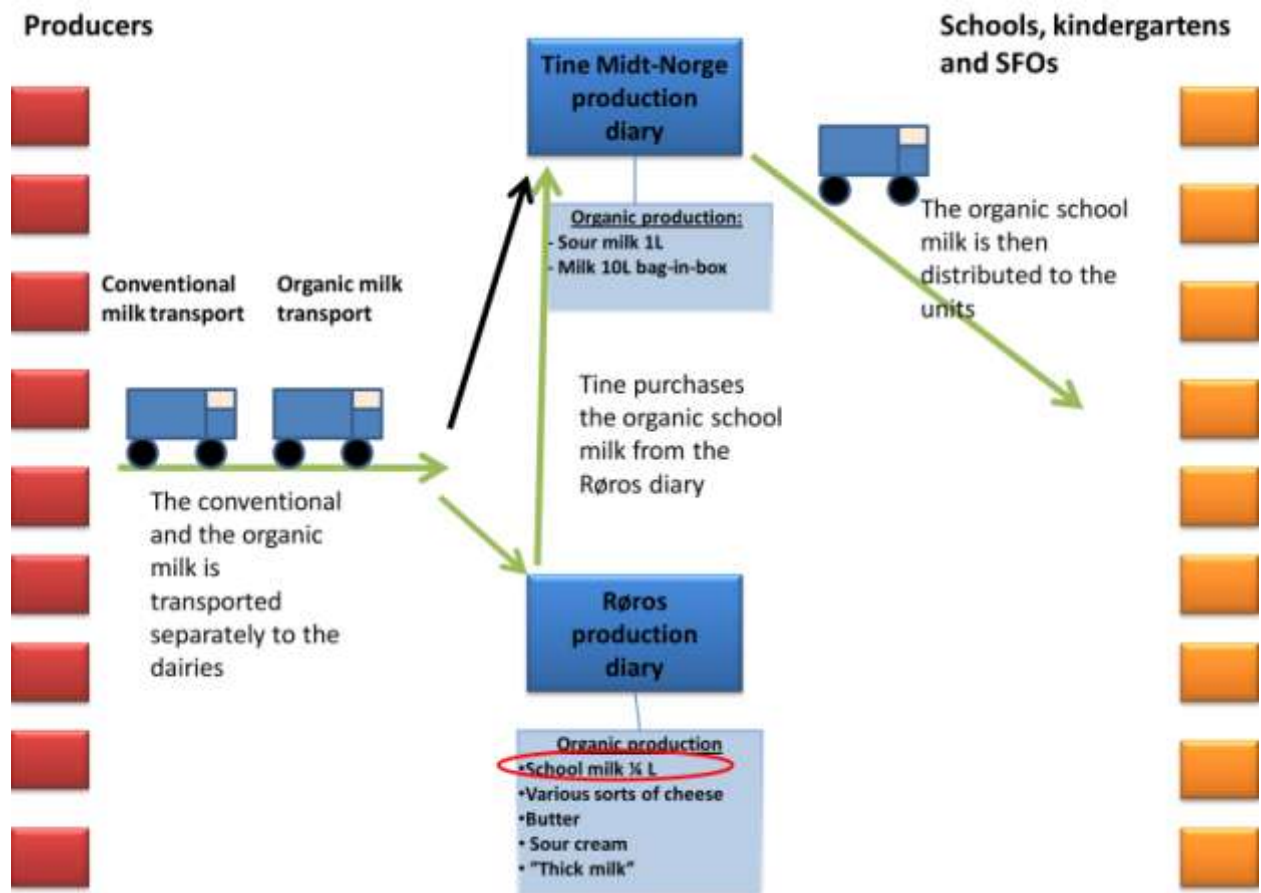 Producers
Tine Midt-Norge
production
diary
Schools, kindergartens
and SFOs
Organic production:
- Sour milk 1L
- Milk 10L bag-in-box
The organic school
milk is then
distributed to the
units
Conventional
milk transport
Organic milk
transport
Tine purchases
the organic school
milk from the
Røros diary
The conventional
and the organic
milk is
transported
separately to the
dairies
Røros
production
diary
Organic production
•School milk ¼ L
•Various sorts of cheese
•Butter
• Sour cream
• "Thick milk"